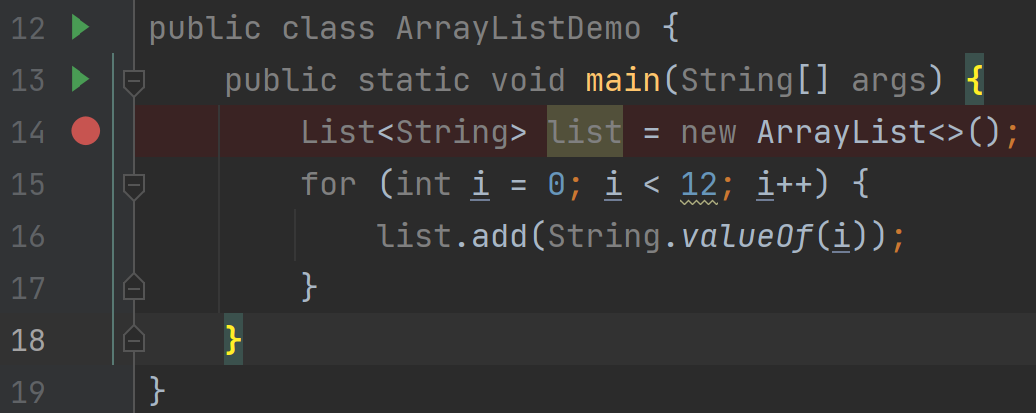 12 public class ArrayListDemo {
13 public static void main(String[] args) {
14 List<String> list = new ArrayList<>();
15 for (int i = 0; i < 12; i++) {
16 list.add(String.valueOf(i));
17 }
18 }
19 }